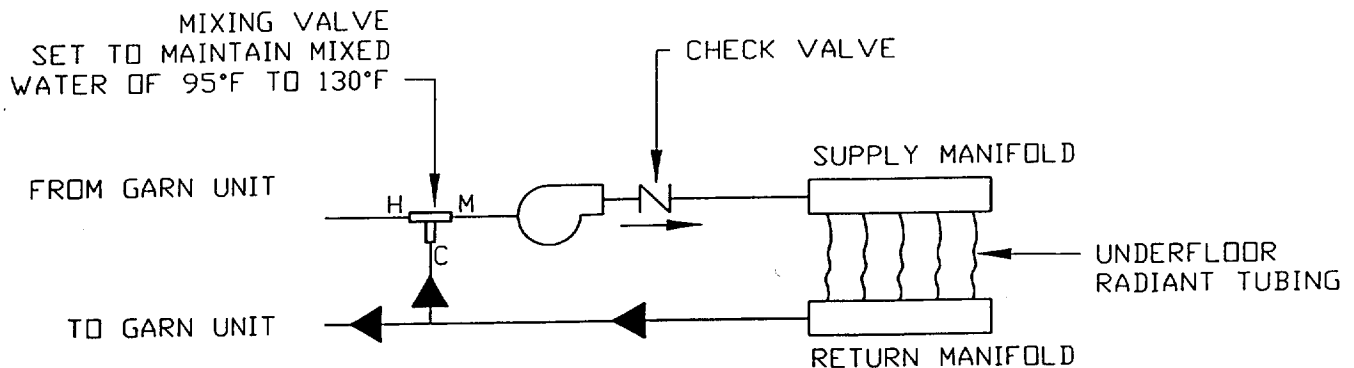 MIXING VALVE
SET TO MAINTAIN MIXED
WATER OF 95°F TO 130°F
CHECK VALVE
SUPPLY MANIFOLD
FROM GARN UNIT
H
M
C
UNDERFLOOR
RADIANT TUBING
TO GARN UNIT
RETURN MANIFOLD